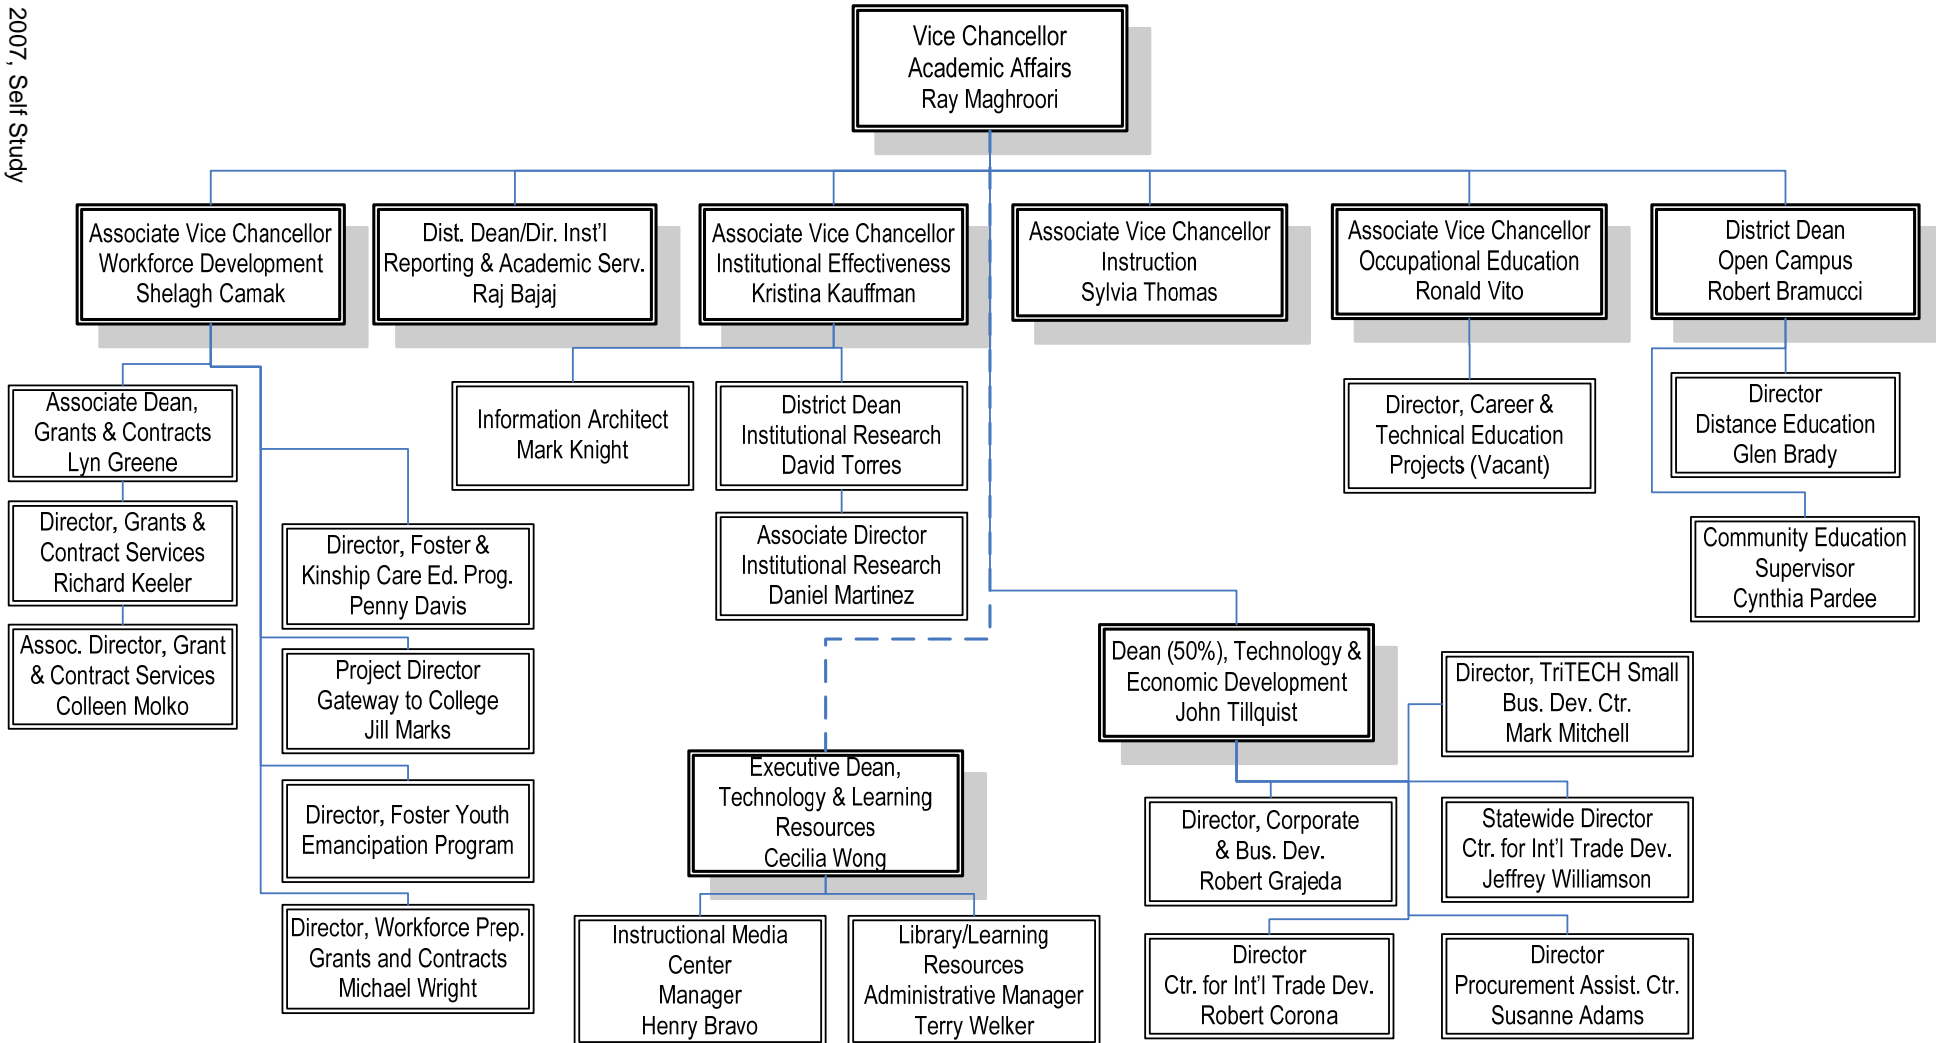 2007, Self Study
Vice Chancellor
Academic Affairs
Ray Maghroori
Associate Vice Chancellor
Workforce Development
Shelagh Camak
Dist. Dean/Dir. Inst'l
Reporting & Academic Serv.
Raj Bajaj
Associate Vice Chancellor
Institutional Effectiveness
Kristina Kauffman
Associate Vice Chancellor
Instruction
Sylvia Thomas
Associate Vice Chancellor
Occupational Education
Ronald Vito
District Dean
Open Campus
Robert Bramucci
Associate Dean,
Grants & Contracts
Lyn Greene
Information Architect
Mark Knight
District Dean
Institutional Research
David Torres
Director, Career &
Technical Education
Projects (Vacant)
Director
Distance Education
Glen Brady
Director, Grants &
Contract Services
Richard Keeler
Director, Foster &
Kinship Care Ed. Prog.
Penny Davis
Associate Director
Institutional Research
Daniel Martinez
Community Education
Supervisor
Cynthia Pardee
Assoc. Director, Grant
& Contract Services
Colleen Molko
Project Director
Gateway to College
Jill Marks
Dean (50%), Technology &
Economic Development
John Tillquist
Director, TriTECH Small
Bus. Dev. Ctr.
Mark Mitchell
Director, Foster Youth
Emancipation Program
Executive Dean,
Technology & Learning
Resources
Cecilia Wong
Director, Corporate
& Bus. Dev.
Robert Grajeda
Statewide Director
Ctr. for Int'l Trade Dev.
Jeffrey Williamson
Director, Workforce Prep.
Grants and Contracts
Michael Wright
Instructional Media
Center
Manager
Henry Bravo
Library/Learning
Resources
Administrative Manager
Terry Welker
Director
Ctr. for Int'l Trade Dev.
Robert Corona
Director
Procurement Assist. Ctr.
Susanne Adams